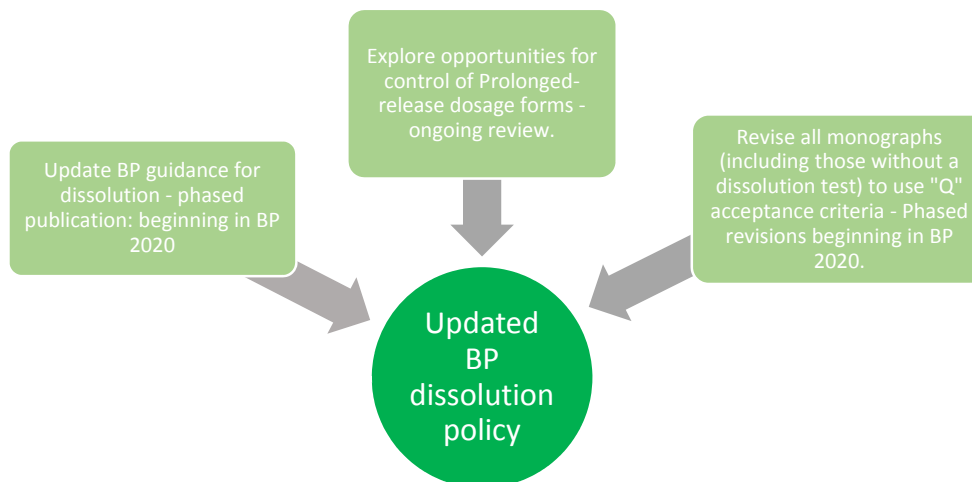 Explore opportunities for
control of Prolonged-
release dosage forms -
ongoing review.
Update BP guidance for
dissolution - phased
publication: beginning in BP
2020
Revise all monographs
(including those without a
dissolution test) to use "Q"
acceptance criteria - Phased
revisions beginning in BP
2020.
Updated
BP
dissolution
policy